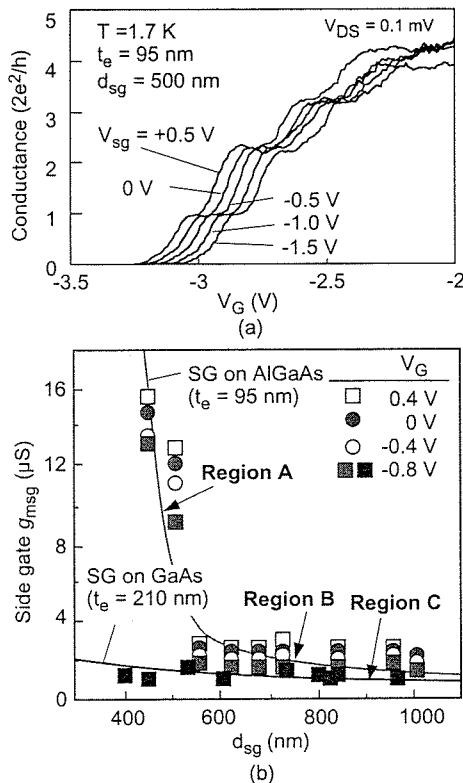 T =1.7 K
t_e = 95 nm
d_sg = 500 nm
V_DS = 0.1 mV
V_sg = +0.5 V
0 V
-0.5 V
-1.0 V
-1.5 V
Conductance (2e²/h)
0
1
2
3
4
5
-3.5
-3
-2.5
-2
V_G (V)
(a)
SG on AlGaAs
(t_e = 95 nm)
V_G
0.4 V
0 V
-0.4 V
-0.8 V
Region A
SG on GaAs
(t_e = 210 nm)
Region B
Region C
Side gate g_msg (µS)
16
12
8
4
2
0
400
600
800
1000
d_sg (nm)
(b)